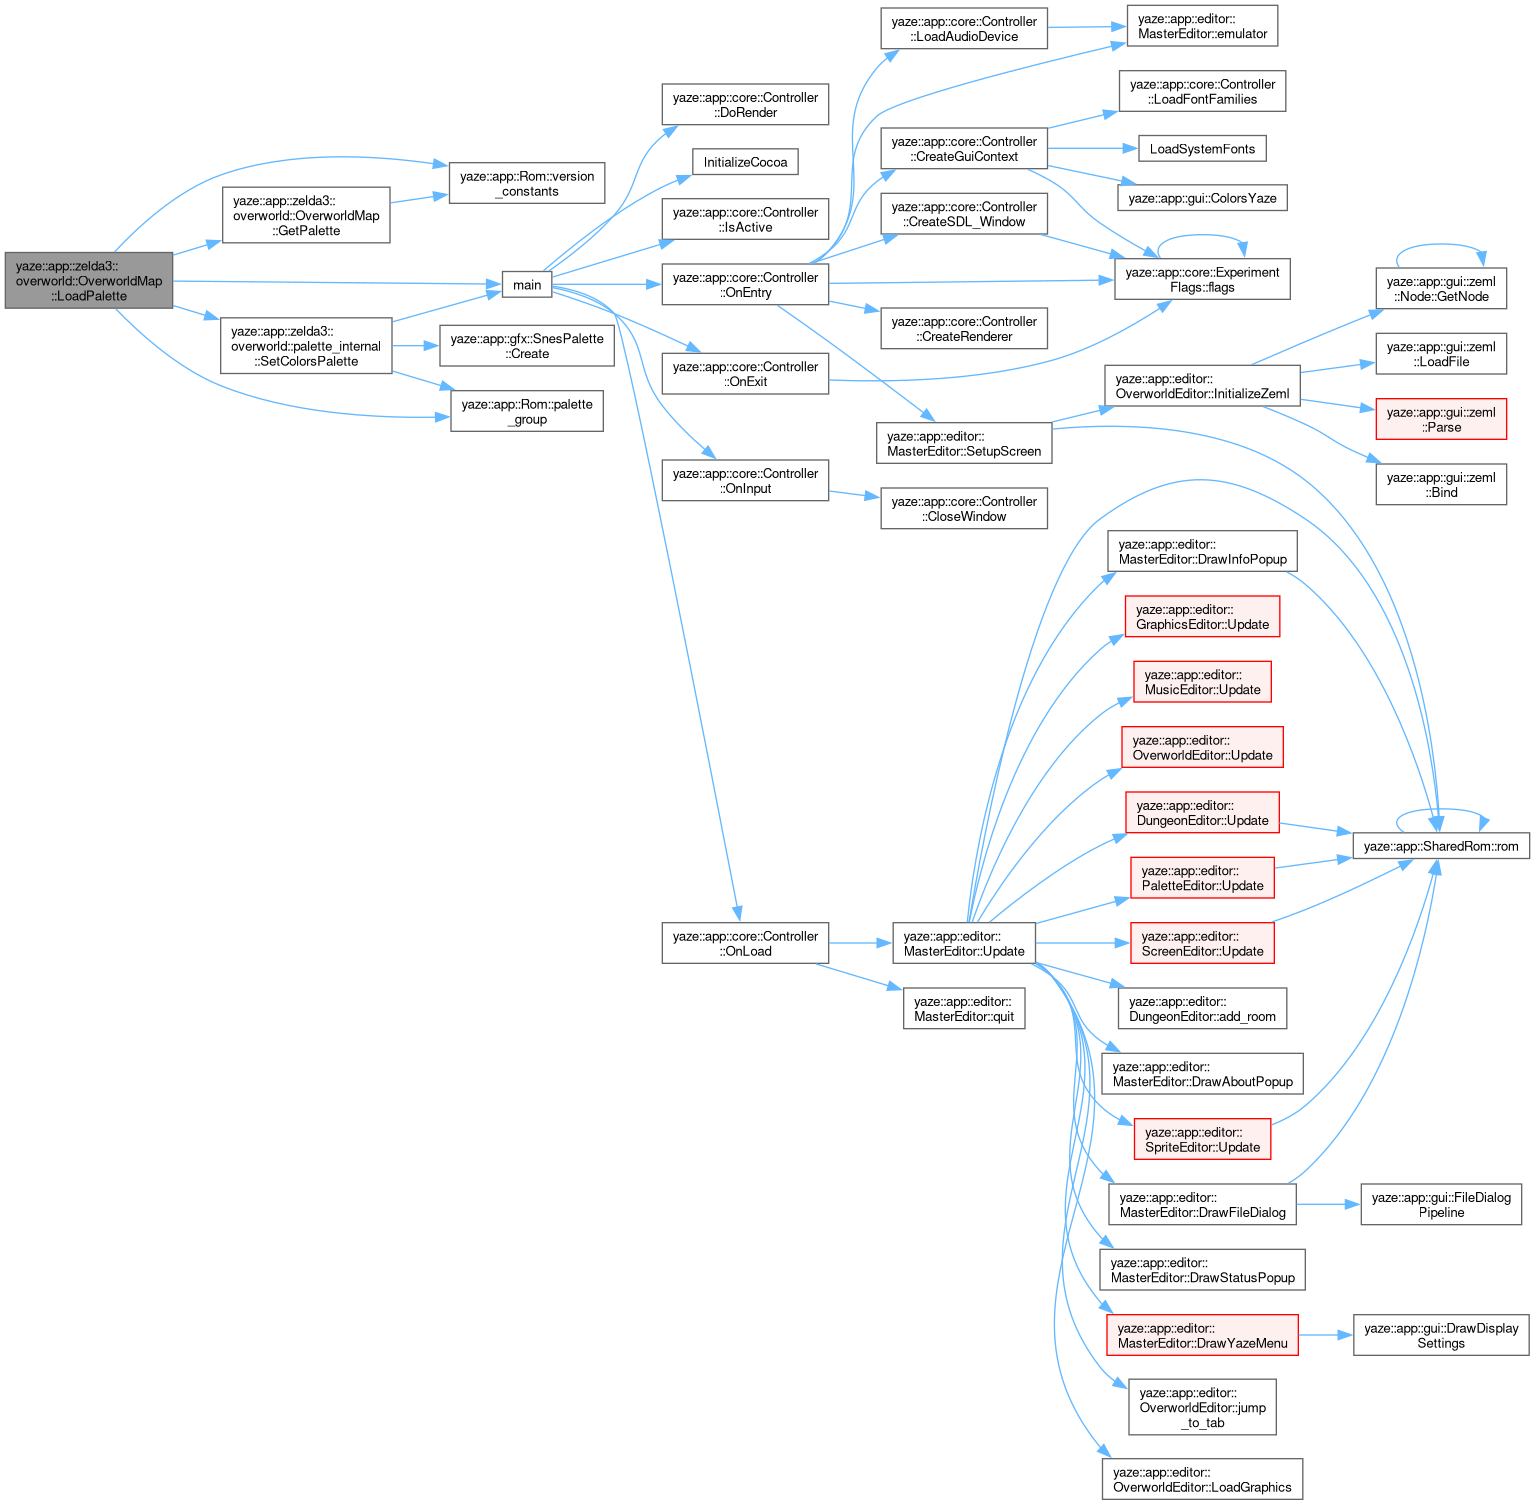 yaze::app::zelda3::
overworld::OverworldMap
::LoadPalette
yaze::app::Rom::version
_constants
yaze::app::zelda3::
overworld::OverworldMap
::GetPalette
main
yaze::app::zelda3::
overworld::palette_internal
::SetColorsPalette
yaze::app::gfx::SnesPalette
::Create
yaze::app::Rom::palette
_group
yaze::app::core::Controller
::DoRender
InitializeCocoa
yaze::app::core::Controller
::IsActive
yaze::app::core::Controller
::OnEntry
yaze::app::core::Controller
::OnExit
yaze::app::core::Controller
::OnInput
yaze::app::core::Controller
::OnLoad
yaze::app::core::Controller
::LoadAudioDevice
yaze::app::editor::
MasterEditor::emulator
yaze::app::core::Controller
::CreateGuiContext
yaze::app::core::Controller
::LoadFontFamilies
LoadSystemFonts
yaze::app::gui::ColorsYaze
yaze::app::core::Controller
::CreateSDL_Window
yaze::app::core::Experiment
Flags::flags
yaze::app::core::Controller
::CreateRenderer
yaze::app::editor::
MasterEditor::SetupScreen
yaze::app::editor::
OverworldEditor::InitializeZeml
yaze::app::gui::zeml
::Node::GetNode
yaze::app::gui::zeml
::LoadFile
yaze::app::gui::zeml
::Parse
yaze::app::gui::zeml
::Bind
yaze::app::core::Controller
::CloseWindow
yaze::app::editor::
MasterEditor::Update
yaze::app::editor::
MasterEditor::quit
yaze::app::editor::
MasterEditor::DrawInfoPopup
yaze::app::editor::
GraphicsEditor::Update
yaze::app::editor::
MusicEditor::Update
yaze::app::editor::
OverworldEditor::Update
yaze::app::editor::
DungeonEditor::Update
yaze::app::SharedRom::rom
yaze::app::editor::
PaletteEditor::Update
yaze::app::editor::
ScreenEditor::Update
yaze::app::editor::
DungeonEditor::add_room
yaze::app::editor::
MasterEditor::DrawAboutPopup
yaze::app::editor::
SpriteEditor::Update
yaze::app::editor::
MasterEditor::DrawFileDialog
yaze::app::gui::FileDialog
Pipeline
yaze::app::editor::
MasterEditor::DrawStatusPopup
yaze::app::editor::
MasterEditor::DrawYazeMenu
yaze::app::gui::DrawDisplay
Settings
yaze::app::editor::
OverworldEditor::jump
_to_tab
yaze::app::editor::
OverworldEditor::LoadGraphics